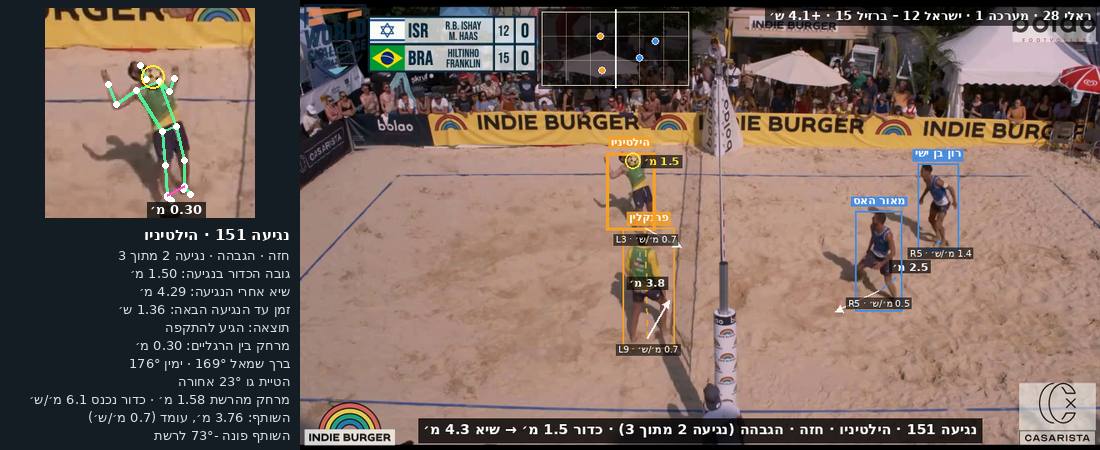 0.30 מ׳
נגיעה 151 · הילטיניו
חזה · הגבהה · נגיעה 2 מתוך 3
גובה הכדור בנגיעה: 1.50 מ׳
שיא אחרי הנגיעה: 4.29 מ׳
זמן עד הנגיעה הבאה: 1.36 ש׳
תוצאה: הגיע להתקפה
מרחק בין הרגליים: 0.30 מ׳
ברך שמאל 169° · ימין 176°
הטיית גו 23° אחורה
מרחק מהרשת 1.58 מ׳ · כדור נכנס 6.1 מ׳/ש׳
השותף: 3.76 מ׳, עומד (0.7 מ׳/ש׳)
השותף פונה -73° לרשת
ראלי 28 · מערכה 1 · ישראל 12 – ברזיל 15 · +4.1 ש׳
ISR R.B. ISHAY M. HAAS 12 0
BRA HILTINHO FRANKLIN 15 0
INDIE BURGER
bolao
FOOTVOLLEY
bolao
INDIE BURGER
bolao
E BURGER
INDIE BURGER
CASARISTA
הילטיניו
1.5 מ׳
פרנקלין
L3 · 0.7 מ׳/ש׳
3.8 מ׳
L9 · 0.7 מ׳/ש׳
רון בן ישי
מאור האס
R5 · 1.4 מ׳/ש׳
2.5 מ׳
R5 · 0.5 מ׳/ש׳
INDIE BURGER
נגיעה 151 · הילטיניו · חזה · הגבהה (נגיעה 2 מתוך 3) · כדור 1.5 מ׳ → שיא 4.3 מ׳
CASARISTA